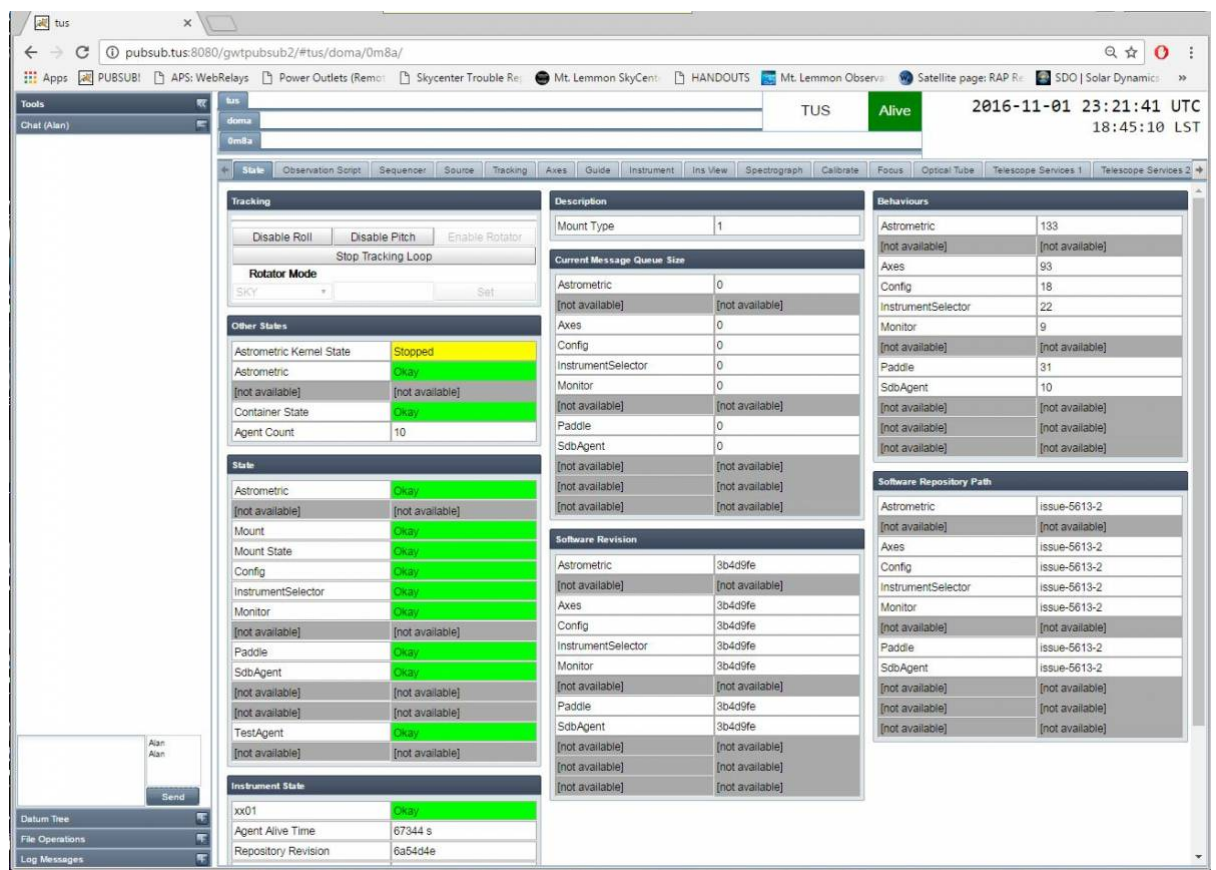 tus
pubsub.tus:8080/gwtpubsub2/#tus/doma/0m8a/
Apps PUBSUB! APS: WebRelays Power Outlets (Remot Skycenter Trouble Re Mt. Lemmon SkyCent HANDOUTS Mt. Lemmon Observa Satellite page: RAP R SDO | Solar Dynamics »
Tools
Chat (Alan)
tus
doma
0m8a
TUS Alive
2016-11-01 23:21:41 UTC
18:45:10 LST
State Observation Script Sequencer Source Tracking Axes Guide Instrument Ins View Spectrograph Calibrate Focus Optical Tube Telescope Services 1 Telescope Services 2
Tracking
Disable Roll Disable Pitch Enable Rotator
Stop Tracking Loop
Rotator Mode
SKY Set
Other States
Astrometric Kernel State Stopped
Astrometric Okay
[not available] [not available]
Container State Okay
Agent Count 10
State
Astrometric Okay
[not available] [not available]
Mount Okay
Mount State Okay
Config Okay
InstrumentSelector Okay
Monitor Okay
[not available] [not available]
Paddle Okay
SdbAgent Okay
[not available] [not available]
[not available] [not available]
TestAgent Okay
[not available] [not available]
Instrument State
xx01 Okay
Agent Alive Time 67344 s
Repository Revision 6a54d4e
Description
Mount Type 1
Current Message Queue Size
Astrometric 0
[not available] [not available]
Axes 0
Config 0
InstrumentSelector 0
Monitor 0
[not available] [not available]
Paddle 0
SdbAgent 0
[not available] [not available]
[not available] [not available]
[not available] [not available]
Software Revision
Astrometric 3b4d9fe
[not available] [not available]
Axes 3b4d9fe
Config 3b4d9fe
InstrumentSelector 3b4d9fe
Monitor 3b4d9fe
[not available] [not available]
Paddle 3b4d9fe
SdbAgent 3b4d9fe
[not available] [not available]
[not available] [not available]
[not available] [not available]
Behaviours
Astrometric 133
[not available] [not available]
Axes 93
Config 18
InstrumentSelector 22
Monitor 9
[not available] [not available]
Paddle 31
SdbAgent 10
[not available] [not available]
[not available] [not available]
[not available] [not available]
Software Repository Path
Astrometric issue-5613-2
[not available] [not available]
Axes issue-5613-2
Config issue-5613-2
InstrumentSelector issue-5613-2
Monitor issue-5613-2
[not available] [not available]
Paddle issue-5613-2
SdbAgent issue-5613-2
[not available] [not available]
[not available] [not available]
[not available] [not available]
Alan
Alan
Send
Datum Tree
File Operations
Log Messages